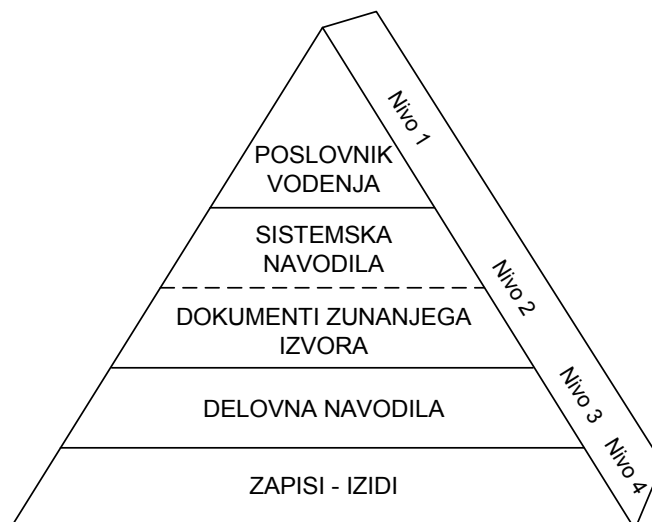 Nivo 1
POSLOVNIK
VODENJA
SISTEMSKA
NAVODILA
Nivo 2
DOKUMENTI ZUNANJEGA
IZVORA
Nivo 3
DELOVNA NAVODILA
Nivo 4
ZAPISI - IZIDI